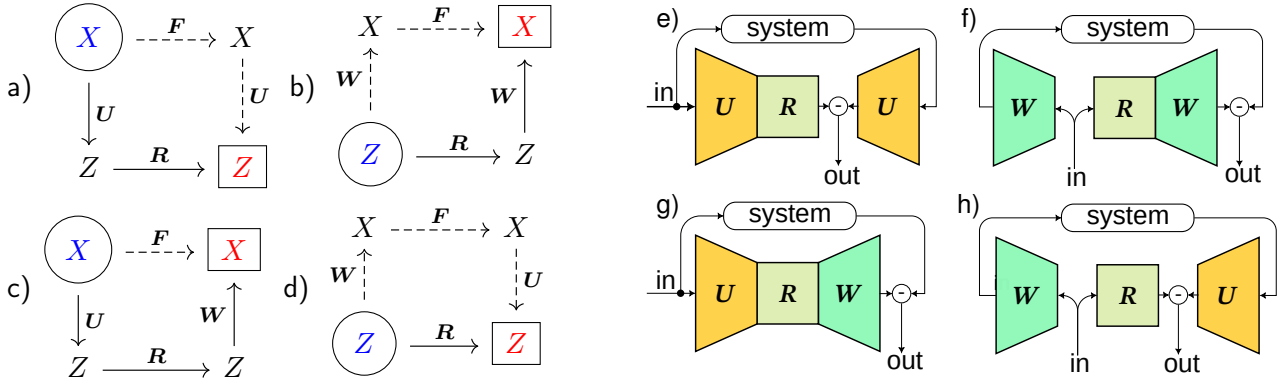 a)
X F X
U U
Z R Z
b)
X F X
W W
Z R Z
c)
X F X
U W
Z R Z
d)
X F X
W U
Z R Z
e)
system
in U R - U
out
f)
system
W R W -
in out
g)
system
in U R W -
out
h)
system
W R - U
in out